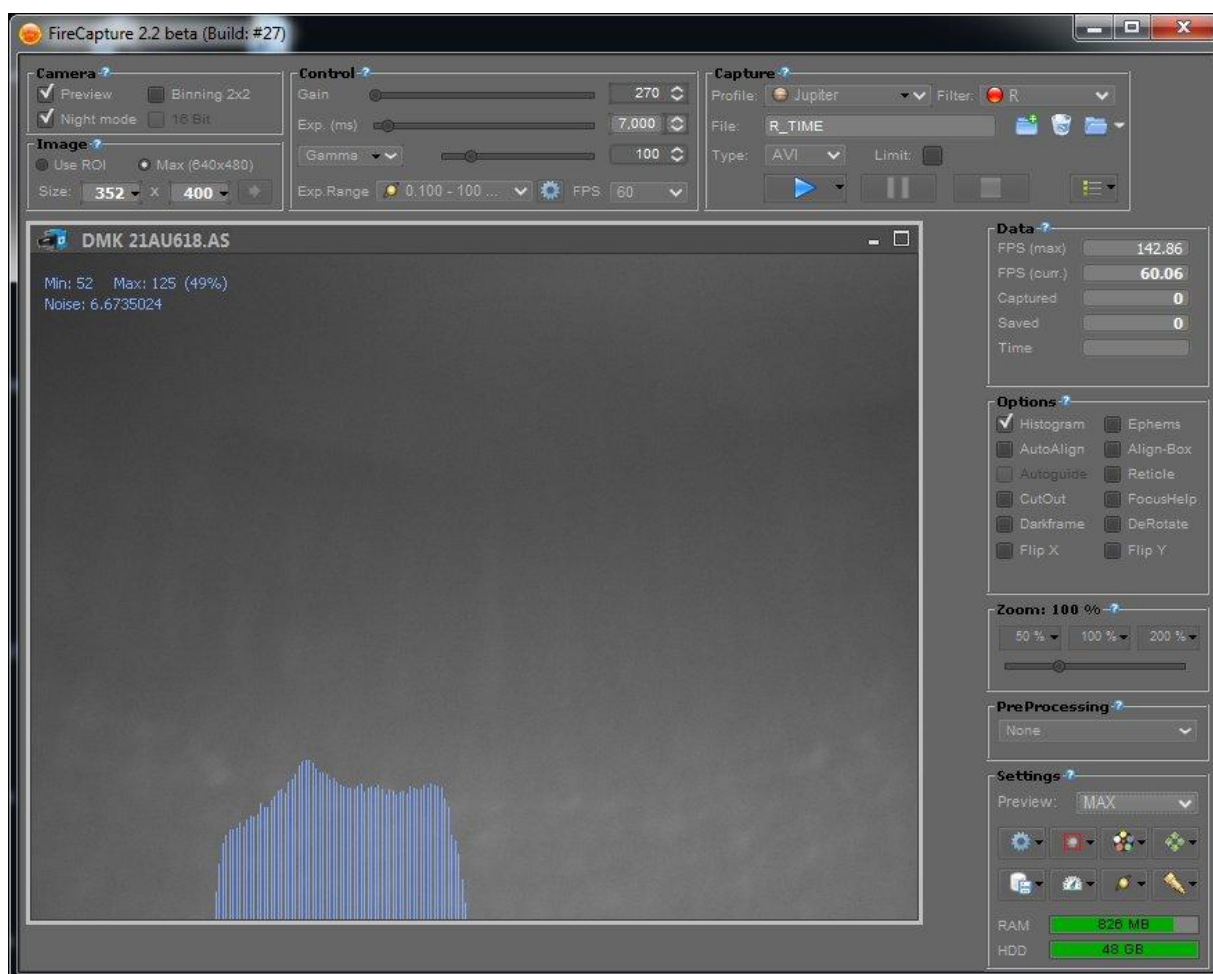 FireCapture 2.2 beta (Build: #27)
Camera ?
Preview Binning 2x2
Night mode 16 Bit
Image ?
Use ROI Max (640x480)
Size: 352 x 400
Control ?
Gain 270
Exp. (ms) 7,000
Gamma 100
Exp.Range 0.100 - 100 ... FPS 60
Capture ?
Profile: Jupiter Filter: R
File: R_TIME
Type: AVI Limit:
DMK 21AU618.AS
Min: 52 Max: 125 (49%)
Noise: 6.6735024
Data ?
FPS (max) 142.86
FPS (curr.) 60.06
Captured 0
Saved 0
Time
Options ?
Histogram Ephems
AutoAlign Align-Box
Autoguide Reticle
CutOut FocusHelp
Darkframe DeRotate
Flip X Flip Y
Zoom: 100 % ?
50 % 100 % 200 %
PreProcessing ?
None
Settings ?
Preview: MAX
RAM 826 MB
HDD 48 GB